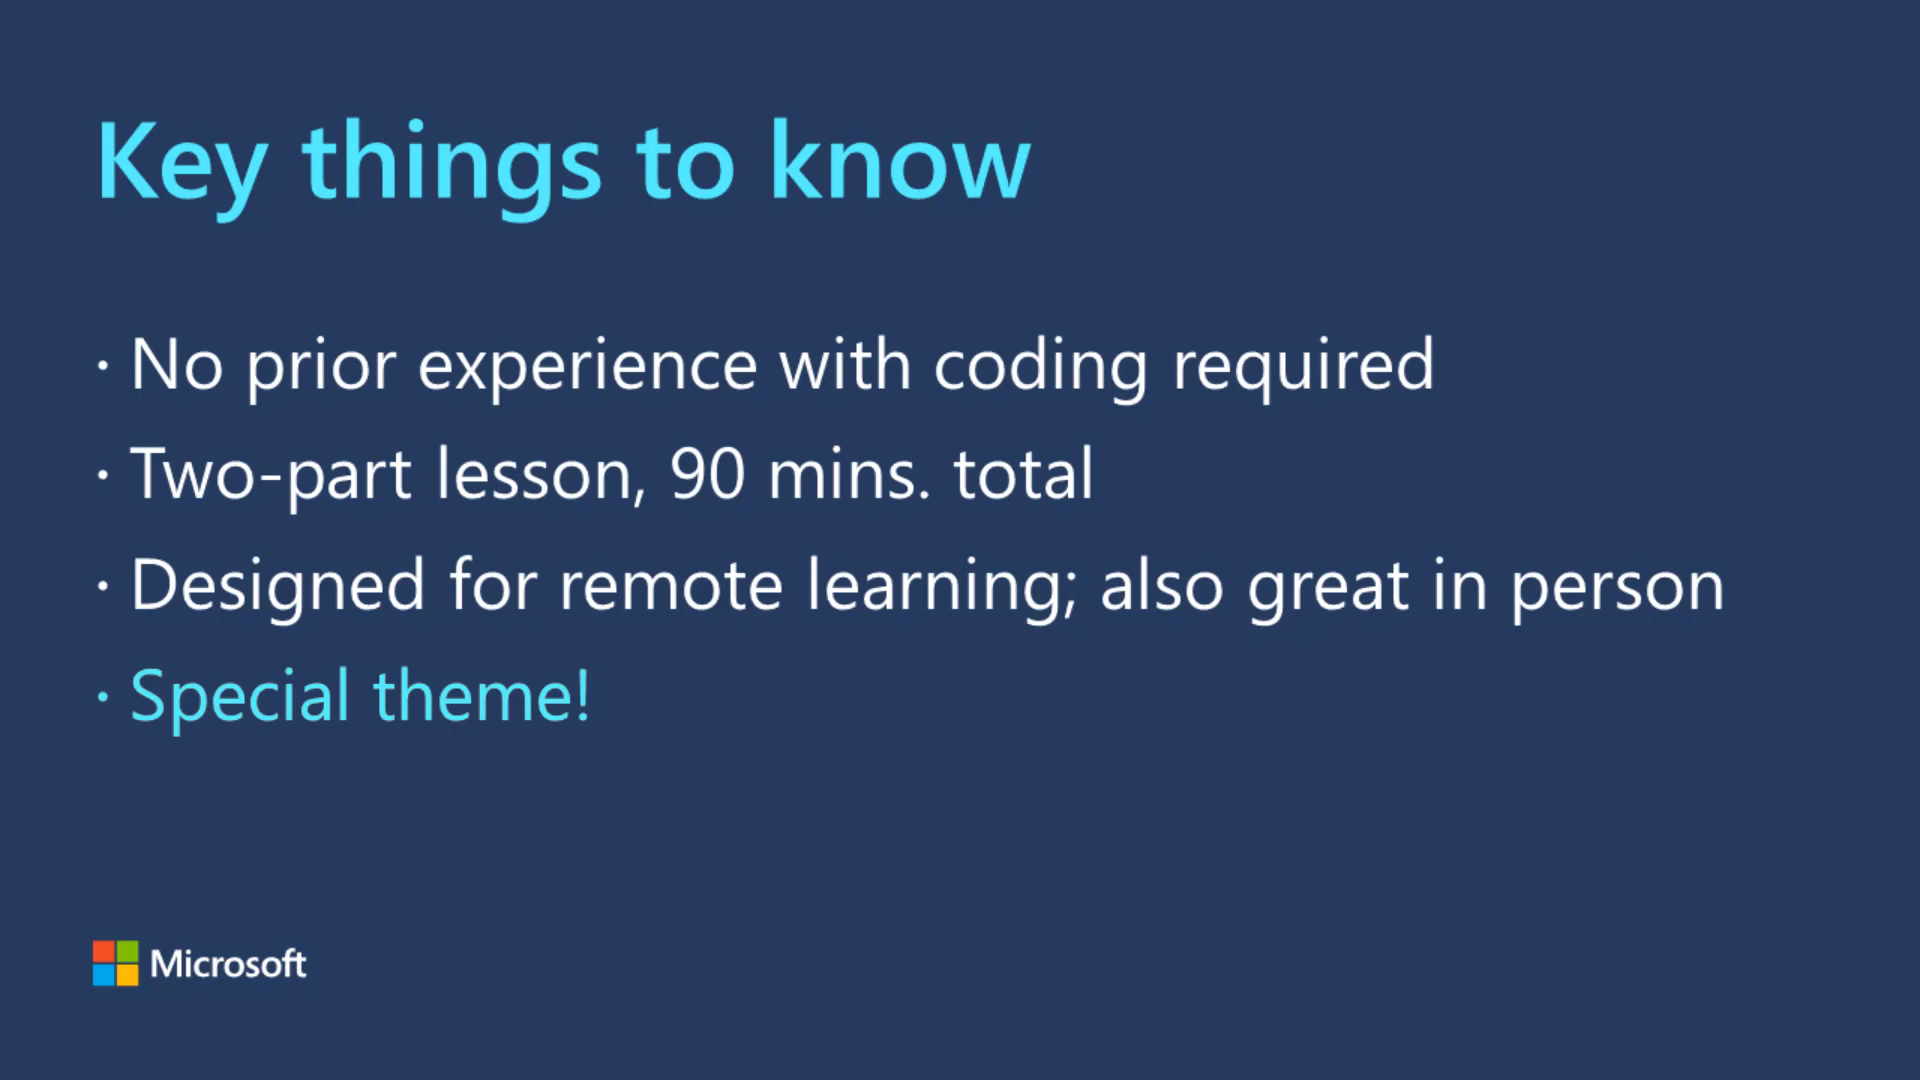 Key things to know
· No prior experience with coding required
· Two-part lesson, 90 mins. total
· Designed for remote learning; also great in person
· Special theme!
Microsoft